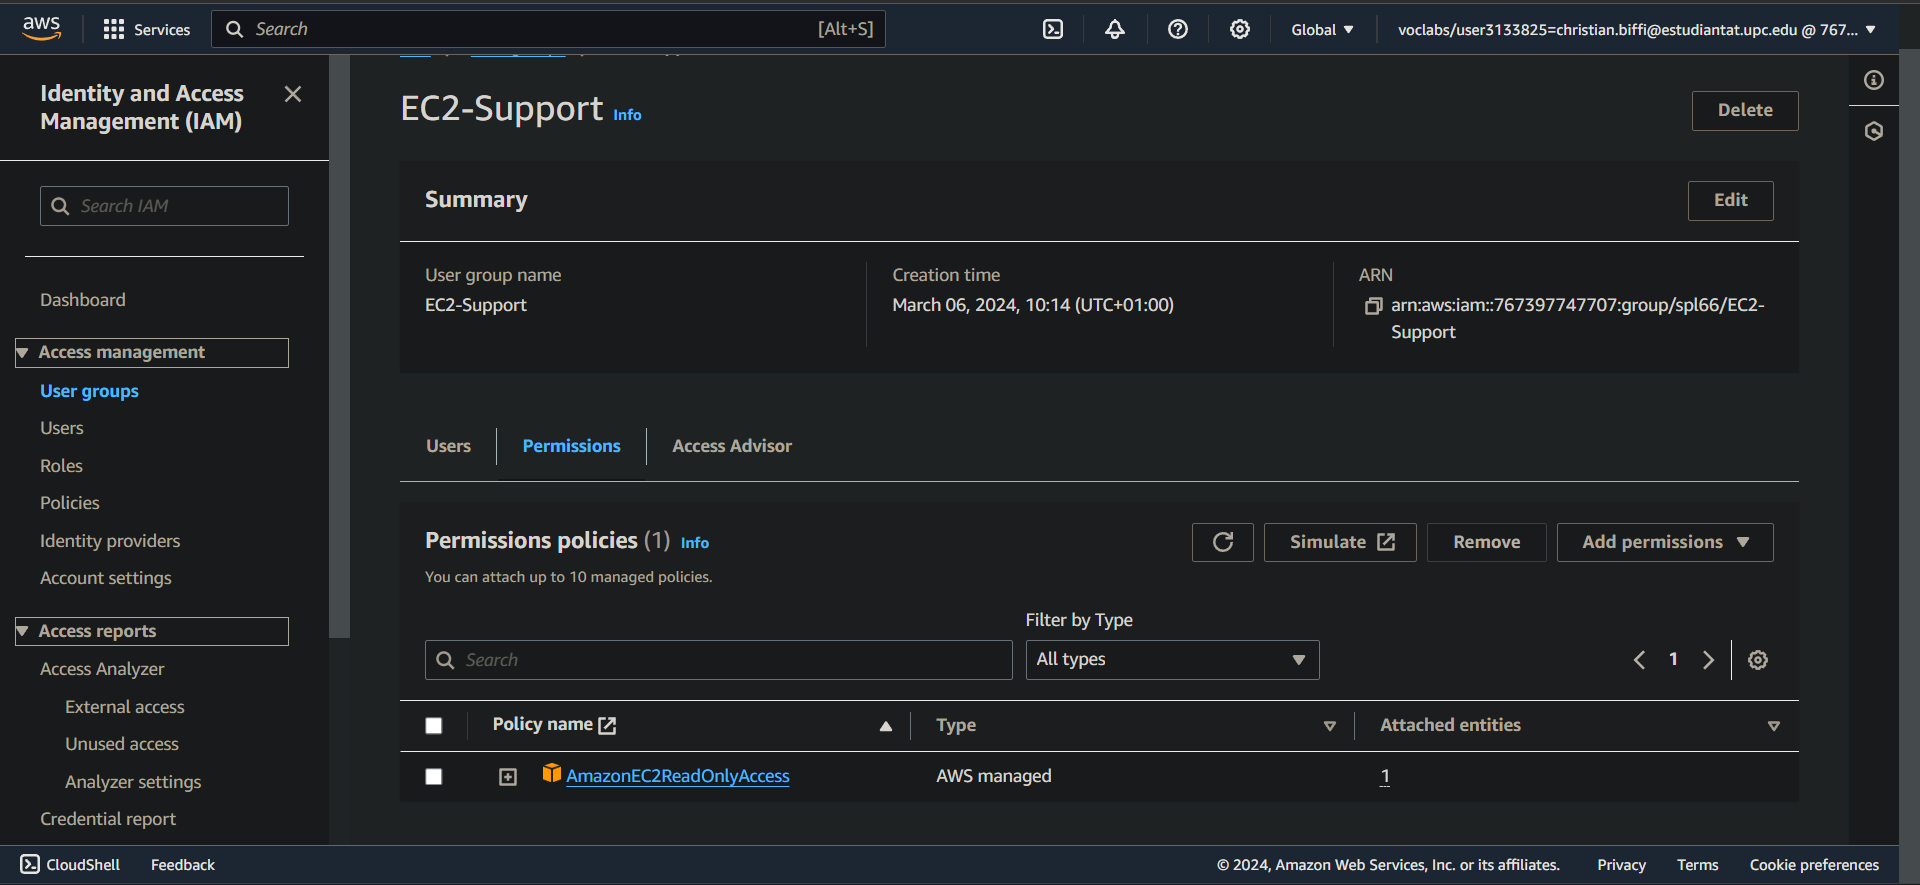 aws
Services
Search
[Alt+S]
Global
voclabs/user3133825=christian.biffi@estudiantat.upc.edu @ 767...
Identity and Access
Management (IAM)
Search IAM
Dashboard
Access management
User groups
Users
Roles
Policies
Identity providers
Account settings
Access reports
Access Analyzer
External access
Unused access
Analyzer settings
Credential report
EC2-Support Info
Delete
Summary
Edit
User group name
EC2-Support
Creation time
March 06, 2024, 10:14 (UTC+01:00)
ARN
arn:aws:iam::767397747707:group/spl66/EC2-
Support
Users
Permissions
Access Advisor
Permissions policies (1) Info
You can attach up to 10 managed policies.
Simulate
Remove
Add permissions
Filter by Type
Search
All types
1
Policy name
Type
Attached entities
AmazonEC2ReadOnlyAccess
AWS managed
1
CloudShell
Feedback
© 2024, Amazon Web Services, Inc. or its affiliates.
Privacy
Terms
Cookie preferences